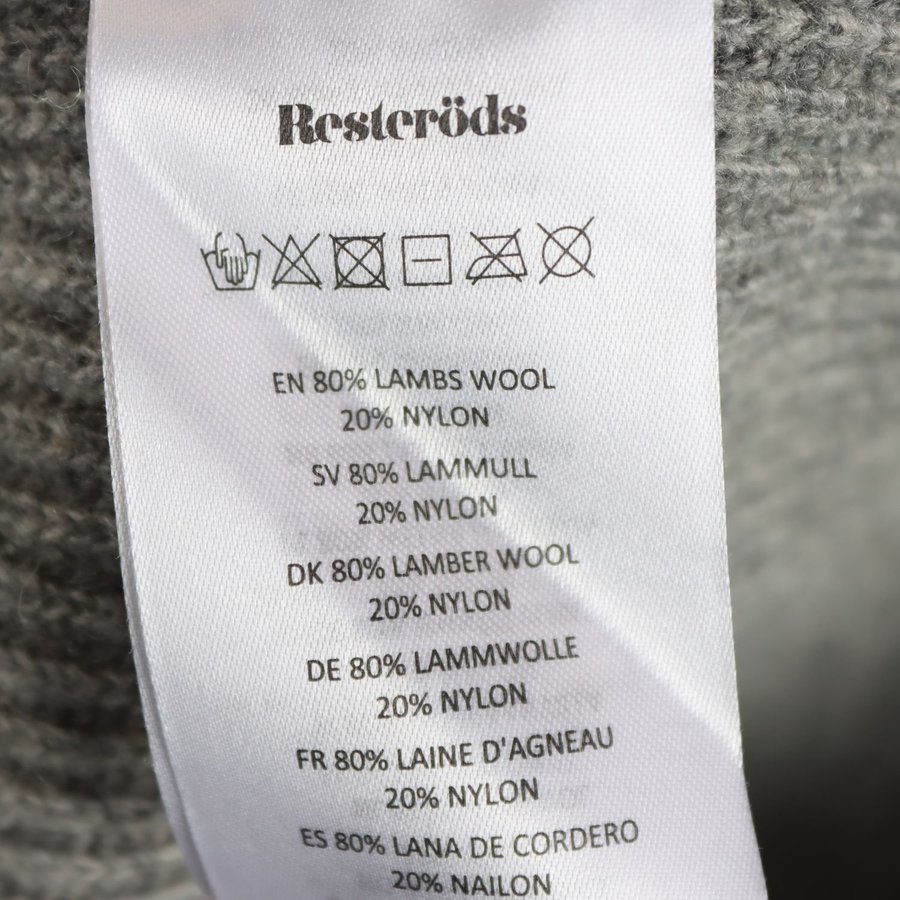 Resteröds
EN 80% LAMBS WOOL
20% NYLON
SV 80% LAMMULL
20% NYLON
DK 80% LAMBER WOOL
20% NYLON
DE 80% LAMMWOLLE
20% NYLON
FR 80% LAINE D'AGNEAU
20% NYLON
ES 80% LANA DE CORDERO
20% NAILON